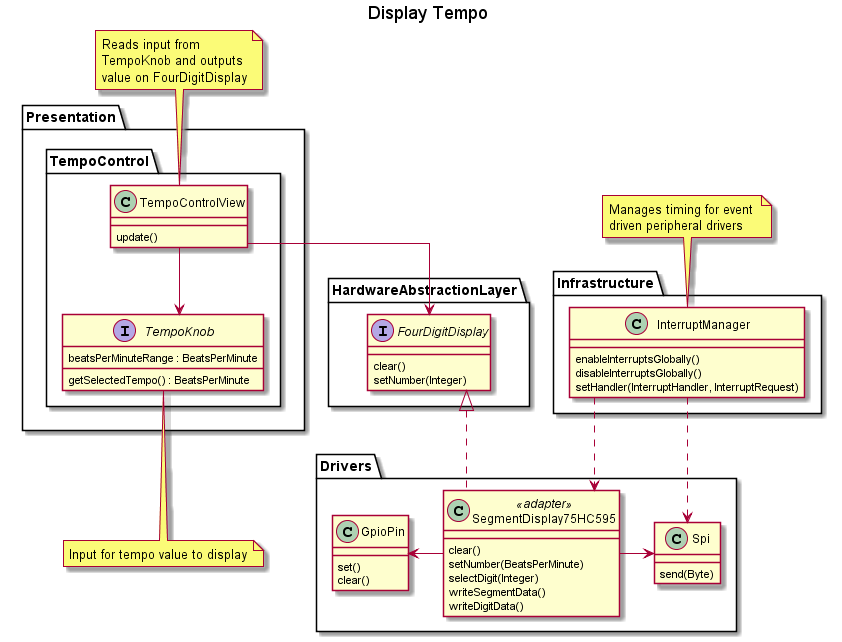 Display Tempo
Reads input from
TempoKnob and outputs
value on FourDigitDisplay
Presentation
TempoControl
C TempoControlView
update()
I TempoKnob
beatsPerMinuteRange : BeatsPerMinute
getSelectedTempo() : BeatsPerMinute
Input for tempo value to display
HardwareAbstractionLayer
I FourDigitDisplay
clear()
setNumber(Integer)
Manages timing for event
driven peripheral drivers
Infrastructure
C InterruptManager
enableInterruptsGlobally()
disableInterruptsGlobally()
setHandler(InterruptHandler, InterruptRequest)
Drivers
C GpioPin
set()
clear()
«adapter»
C SegmentDisplay75HC595
clear()
setNumber(BeatsPerMinute)
selectDigit(Integer)
writeSegmentData()
writeDigitData()
C Spi
send(Byte)